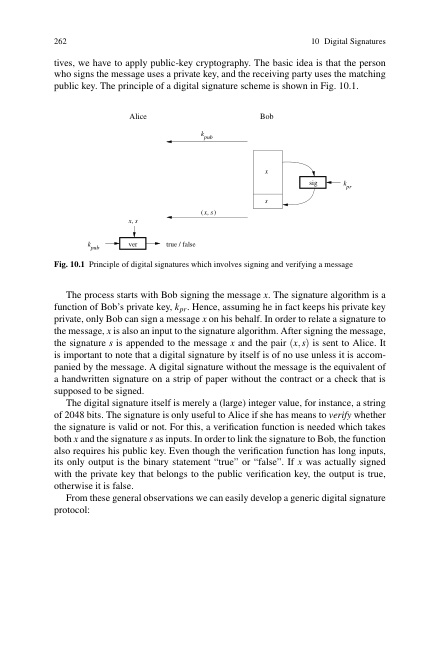 262 10 Digital Signatures
tives, we have to apply public-key cryptography. The basic idea is that the person
who signs the message uses a private key, and the receiving party uses the matching
public key. The principle of a digital signature scheme is shown in Fig. 10.1.
Alice Bob
k_pub
x
sig
k_pr
s
(x, s)
x, s
k_pub ver true / false
Fig. 10.1 Principle of digital signatures which involves signing and verifying a message
The process starts with Bob signing the message x. The signature algorithm is a
function of Bob's private key, k_pr. Hence, assuming he in fact keeps his private key
private, only Bob can sign a message x on his behalf. In order to relate a signature to
the message, x is also an input to the signature algorithm. After signing the message,
the signature s is appended to the message x and the pair (x,s) is sent to Alice. It
is important to note that a digital signature by itself is of no use unless it is accom-
panied by the message. A digital signature without the message is the equivalent of
a handwritten signature on a strip of paper without the contract or a check that is
supposed to be signed.
The digital signature itself is merely a (large) integer value, for instance, a string
of 2048 bits. The signature is only useful to Alice if she has means to verify whether
the signature is valid or not. For this, a verification function is needed which takes
both x and the signature s as inputs. In order to link the signature to Bob, the function
also requires his public key. Even though the verification function has long inputs,
its only output is the binary statement “true” or “false”. If x was actually signed
with the private key that belongs to the public verification key, the output is true,
otherwise it is false.
From these general observations we can easily develop a generic digital signature
protocol: